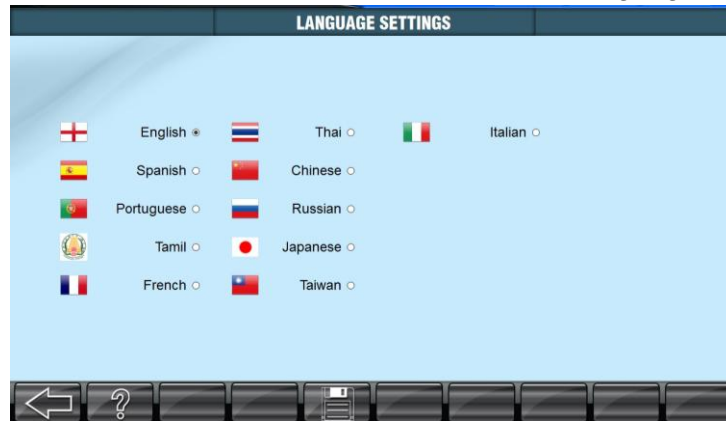 LANGUAGE SETTINGS
English
Thai
Italian
Spanish
Chinese
Portuguese
Russian
Tamil
Japanese
French
Taiwan
?